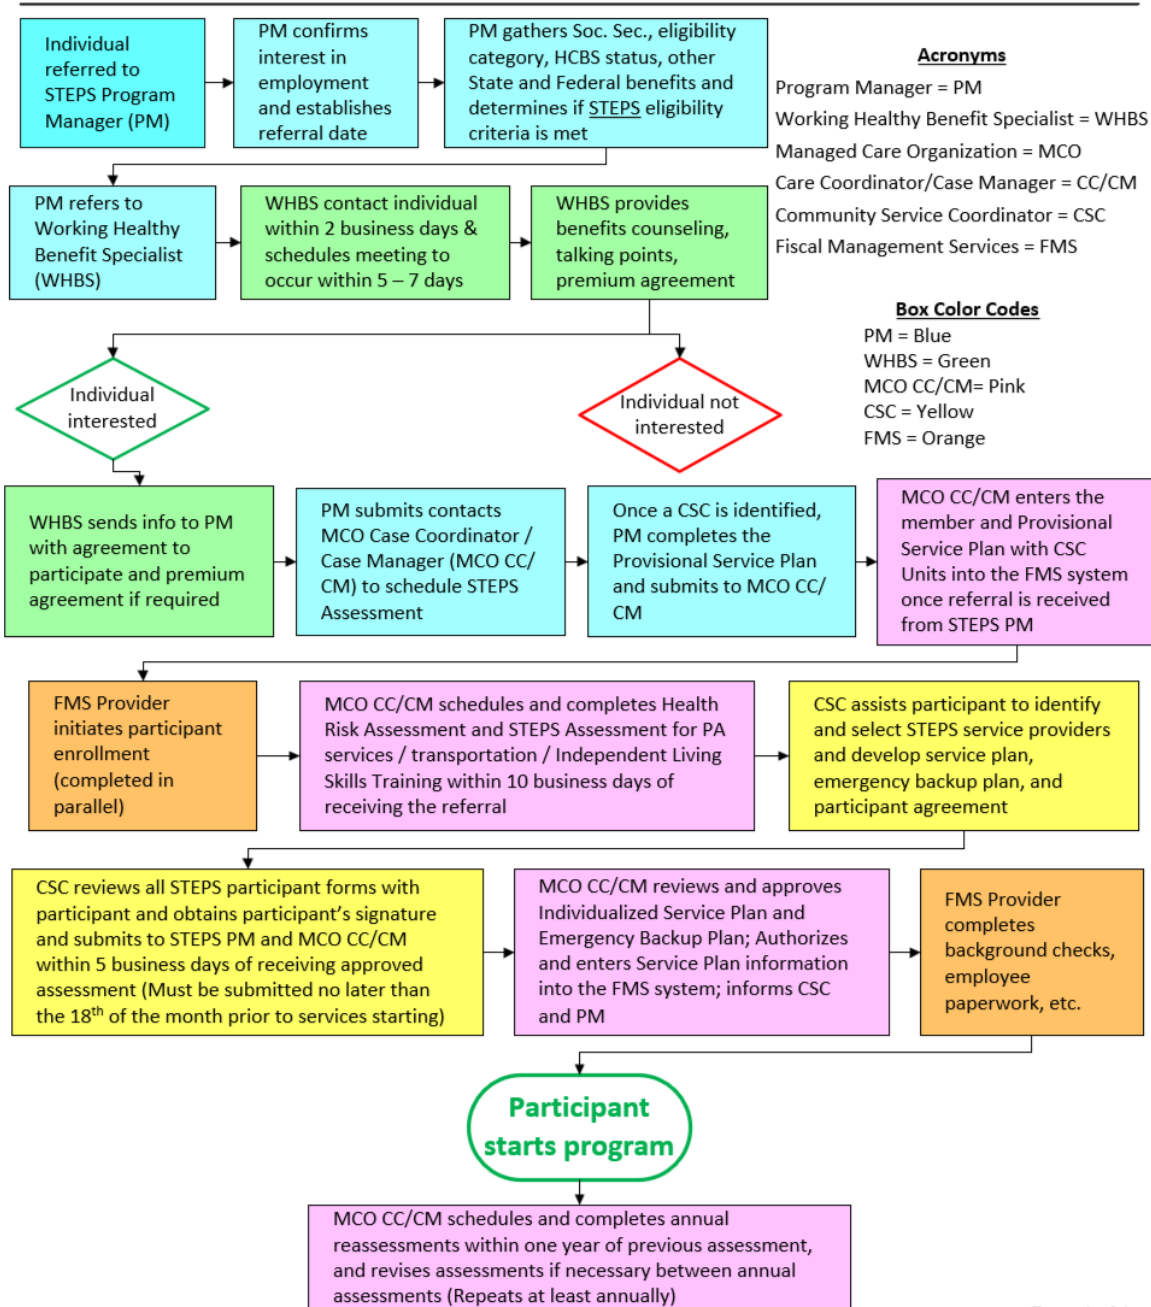 Individual
referred to
STEPS Program
Manager (PM)
PM confirms
interest in
employment
and establishes
referral date
PM gathers Soc. Sec., eligibility
category, HCBS status, other
State and Federal benefits and
determines if STEPS eligibility
criteria is met
Acronyms
Program Manager = PM
Working Healthy Benefit Specialist = WHBS
Managed Care Organization = MCO
Care Coordinator/Case Manager = CC/CM
Community Service Coordinator = CSC
Fiscal Management Services = FMS
PM refers to
Working Healthy
Benefit Specialist
(WHBS)
WHBS contact individual
within 2 business days &
schedules meeting to
occur within 5 – 7 days
WHBS provides
benefits counseling,
talking points,
premium agreement
Box Color Codes
PM = Blue
WHBS = Green
MCO CC/CM= Pink
CSC = Yellow
FMS = Orange
Individual
interested
Individual not
interested
WHBS sends info to PM
with agreement to
participate and premium
agreement if required
PM submits contacts
MCO Case Coordinator /
Case Manager (MCO CC/
CM) to schedule STEPS
Assessment
Once a CSC is identified,
PM completes the
Provisional Service Plan
and submits to MCO CC/
CM
MCO CC/CM enters the
member and Provisional
Service Plan with CSC
Units into the FMS system
once referral is received
from STEPS PM
FMS Provider
initiates participant
enrollment
(completed in
parallel)
MCO CC/CM schedules and completes Health
Risk Assessment and STEPS Assessment for PA
services / transportation / Independent Living
Skills Training within 10 business days of
receiving the referral
CSC assists participant to identify
and select STEPS service providers
and develop service plan,
emergency backup plan, and
participant agreement
CSC reviews all STEPS participant forms with
participant and obtains participant's signature
and submits to STEPS PM and MCO CC/CM
within 5 business days of receiving approved
assessment (Must be submitted no later than
the 18th of the month prior to services starting)
MCO CC/CM reviews and approves
Individualized Service Plan and
Emergency Backup Plan; Authorizes
and enters Service Plan information
into the FMS system; informs CSC
and PM
FMS Provider
completes
background checks,
employee
paperwork, etc.
Participant
starts program
MCO CC/CM schedules and completes annual
reassessments within one year of previous assessment,
and revises assessments if necessary between annual
assessments (Repeats at least annually)